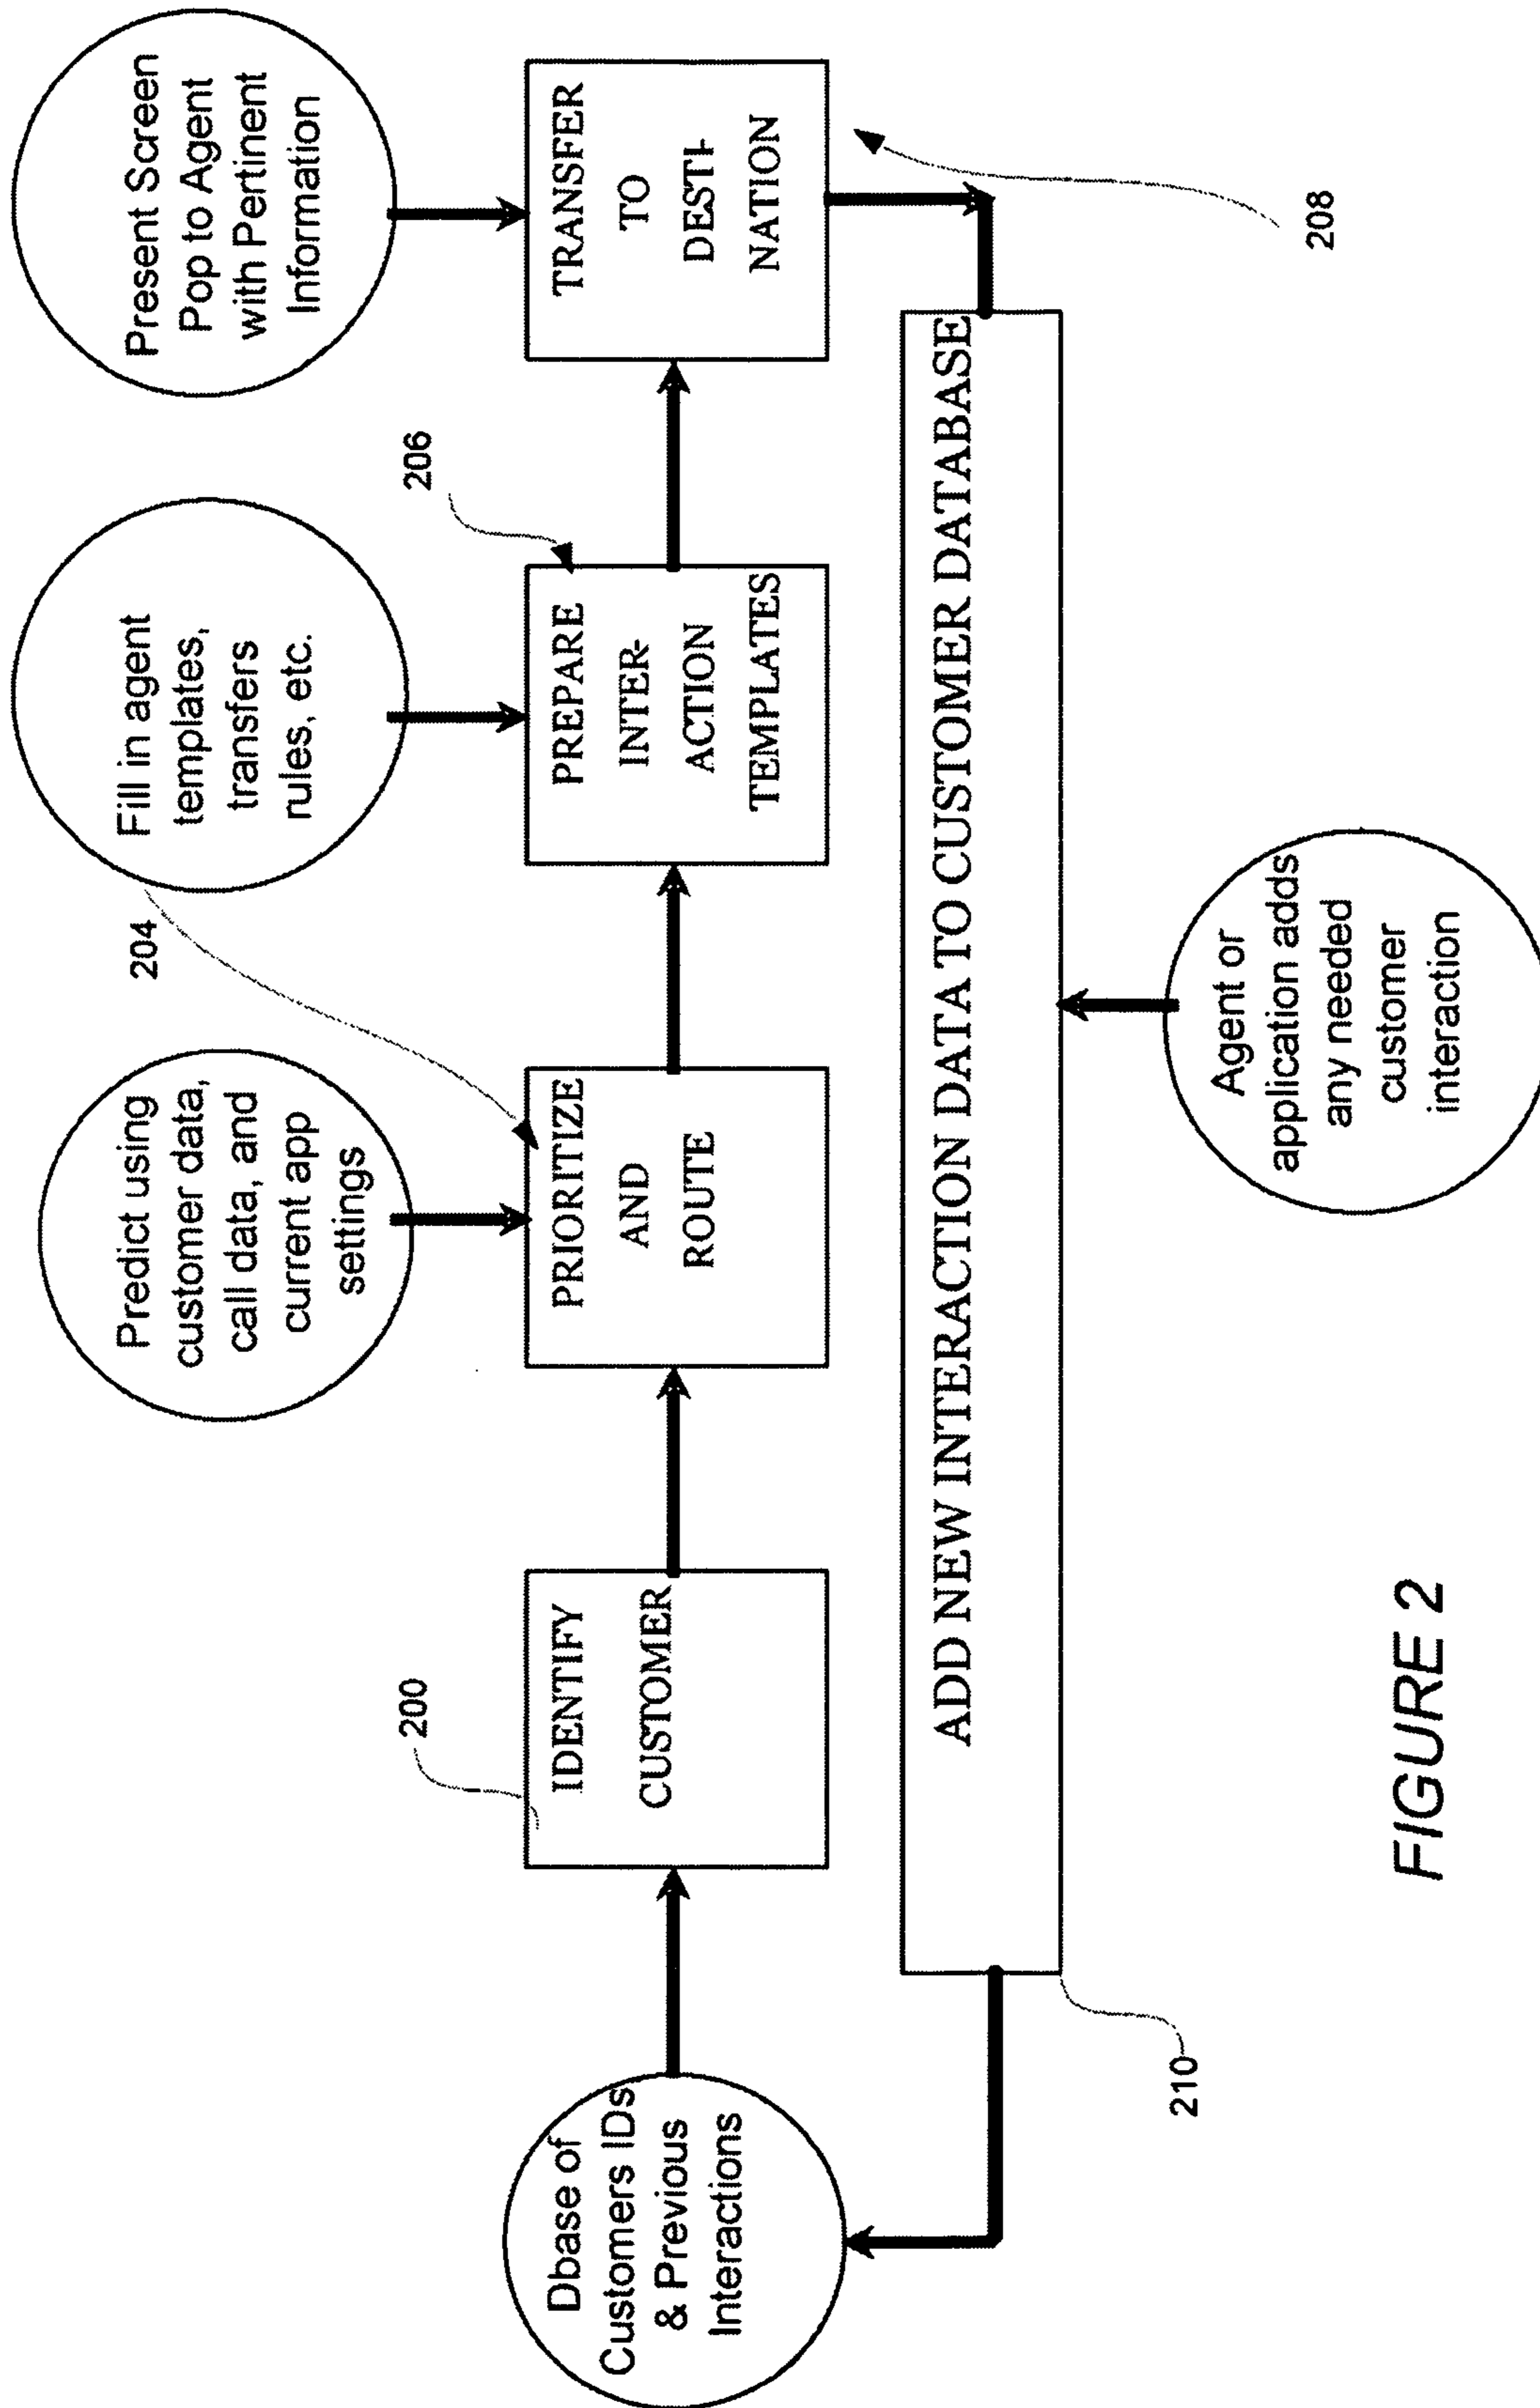 Predict using
customer data,
call data, and
current app
settings
204
Fill in agent
templates,
transfers
rules, etc.
Present Screen
Pop to Agent
with Pertinent
Information
Dbase of
Customers IDs
& Previous
Interactions
200
IDENTIFY
CUSTOMER
PRIORITIZE
AND
ROUTE
206
PREPARE
INTER-
ACTION
TEMPLATES
TRANSFER
TO
DESTI-
NATION
208
ADD NEW INTERACTION DATA TO CUSTOMER DATABASE
210
Agent or
application adds
any needed
customer
interaction
FIGURE 2